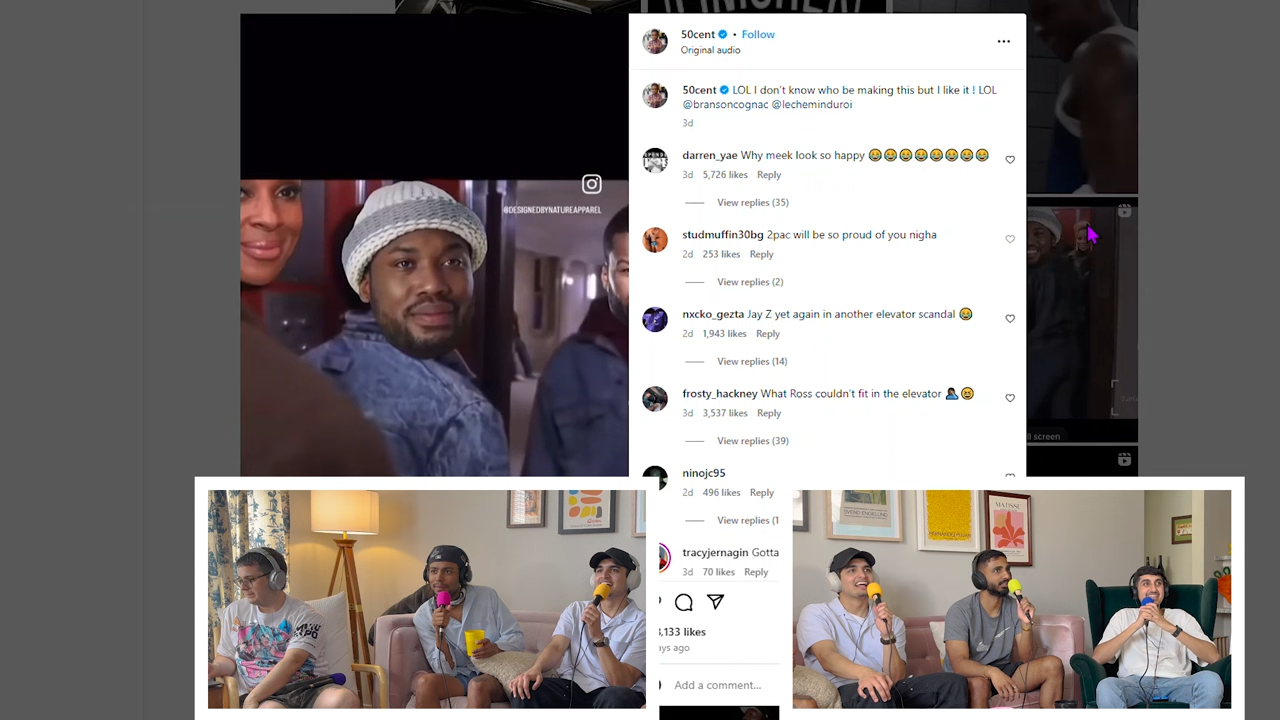 50cent • Follow
Original audio
50cent LOL I don't know who be making this but I like it ! LOL
@bransoncognac @lecheminduroi
3d
darren_yae Why meek look so happy 😂😂😂😂😂😂😂😂
3d 5,726 likes Reply
View replies (35)
studmuffin30bg 2pac will be so proud of you nigha
2d 253 likes Reply
View replies (2)
nxcko_gezta Jay Z yet again in another elevator scandal 😂
2d 1,943 likes Reply
View replies (14)
frosty_hackney What Ross couldn't fit in the elevator 🤦🏿‍♂️😆
3d 3,537 likes Reply
View replies (39)
ninojc95
2d 496 likes Reply
View replies (1
tracyjernagin Gotta
3d 70 likes Reply
,133 likes
ays ago
Add a comment...
@DESIGNEDBYNATUREAPPAREL
ll screen
MATISSE